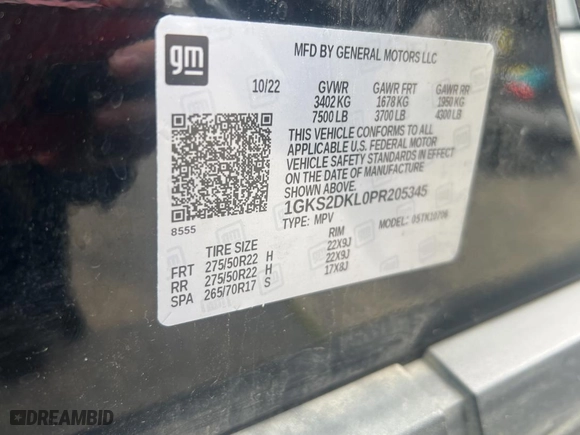 gm
MFD BY GENERAL MOTORS LLC
10/22 GVWR GAWR FRT GAWR RR
3402 KG 1678 KG 1950 KG
7500 LB 3700 LB 4300 LB
THIS VEHICLE CONFORMS TO ALL
APPLICABLE U.S. FEDERAL MOTOR
VEHICLE SAFETY STANDARDS IN EFFECT
ON THE DATE OF MANUFACTURE
SHOWN ABOVE.
1GKS2DKL0PR205345
TYPE: MPV MODEL: 0STK10706
8555
TIRE SIZE RIM
FRT 275/50R22 H 22X9J
RR 275/50R22 H 22X9J
SPA 265/70R17 S 17X8J
DREAMBID